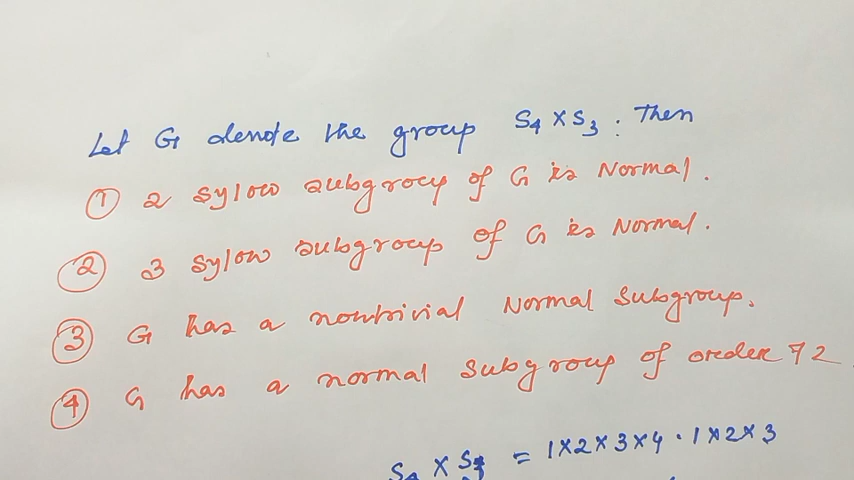 Let G denote the group S4 × S3 : Then
① 2 sylow subgroup of G is Normal.
② 3 sylow subgroup of G is Normal.
③ G has a nontrivial Normal Subgroup.
④ G has a normal subgroup of order 72
S4 × S3 = 1×2×3×4 · 1×2×3